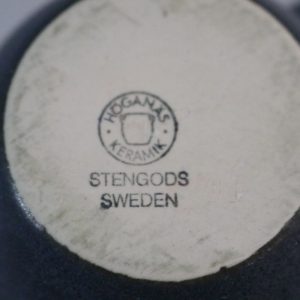 · HÖGANÄS ·
KERAMIK
STENGODS
SWEDEN